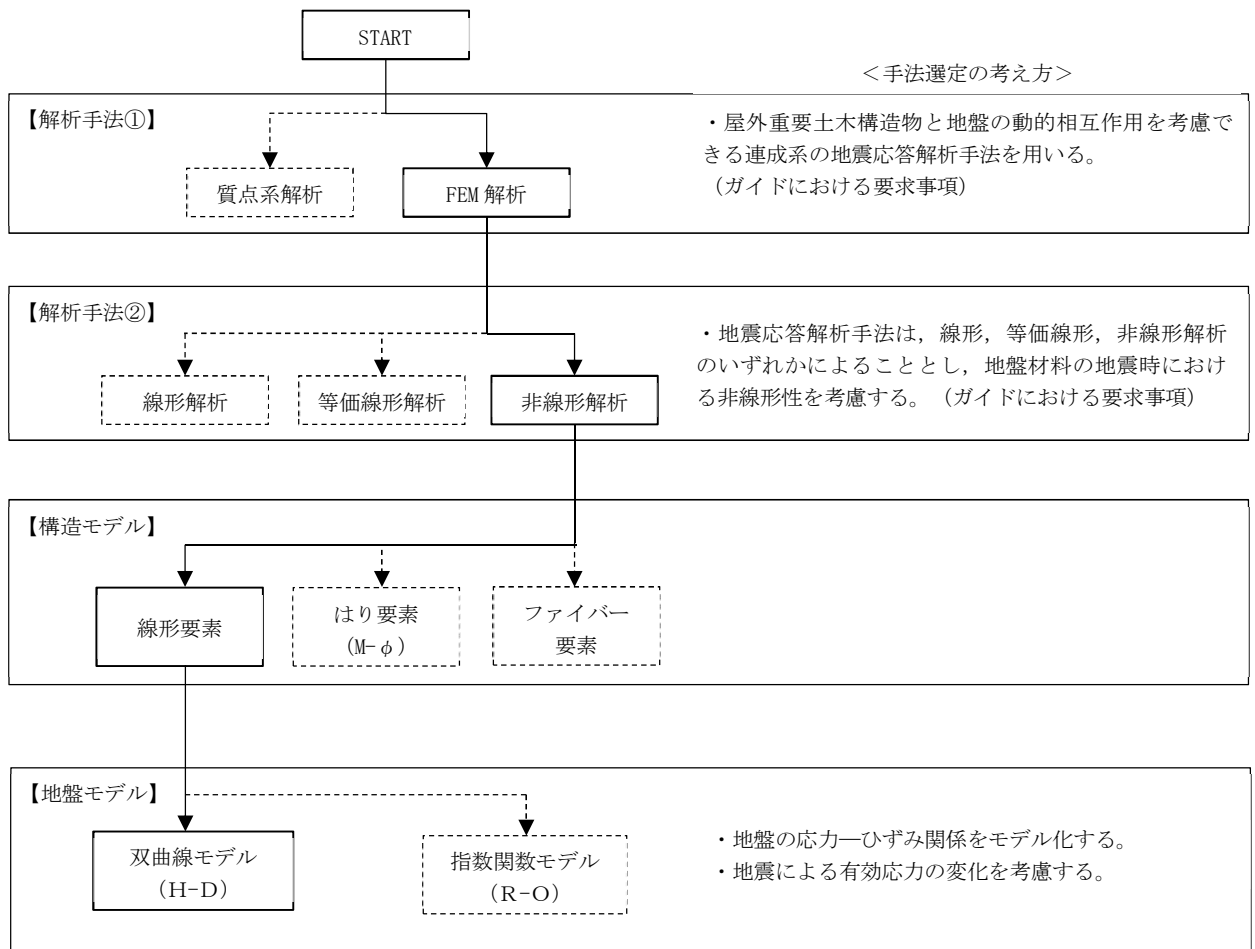 START
＜手法選定の考え方＞
【解析手法①】
・屋外重要土木構造物と地盤の動的相互作用を考慮で
きる連成系の地震応答解析手法を用いる。
（ガイドにおける要求事項）
質点系解析
FEM 解析
【解析手法②】
・地震応答解析手法は，線形，等価線形，非線形解析
のいずれかによることとし，地盤材料の地震時におけ
る非線形性を考慮する。（ガイドにおける要求事項）
線形解析
等価線形解析
非線形解析
【構造モデル】
線形要素
はり要素
(M-φ)
ファイバー
要素
【地盤モデル】
双曲線モデル
（H-D）
指数関数モデル
（R-O）
・地盤の応力―ひずみ関係をモデル化する。
・地震による有効応力の変化を考慮する。